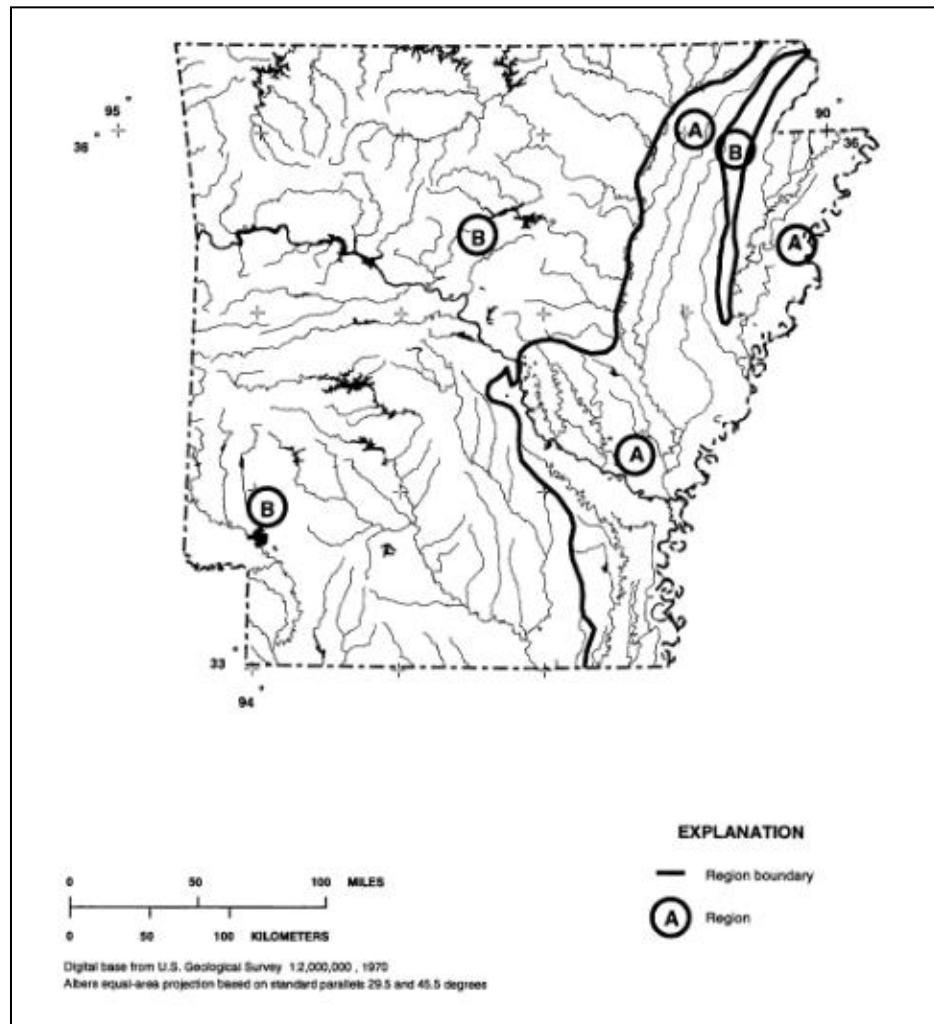 95°
36°
90°
36
A
B
A
B
A
B
33°
94°
EXPLANATION
Region boundary
A Region
0 50 100 MILES
0 50 100 KILOMETERS
Digital base from U.S. Geological Survey 1:2,000,000 , 1970
Albers equal-area projection based on standard parallels 29.5 and 45.5 degrees